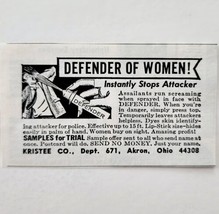 DEFENDER OF WOMEN!
Instantly Stops Attacker
DEFENDER
Assailants run screaming
when sprayed in face with
DEFENDER. When you're
in danger, simply press top.
Temporarily leaves attackers
helpless. Dyes skin identify-
ing attacker for police. Effective up to 15 ft. Lip-Stick size–hides
easily in palm of hand. Women buy on sight. Amazing profits!
SAMPLES for TRIAL Sample offer sent to all who send name at
once. Postcard will do. SEND NO MONEY. Just your name.
KRISTEE CO., Dept. 671, Akron, Ohio 44308